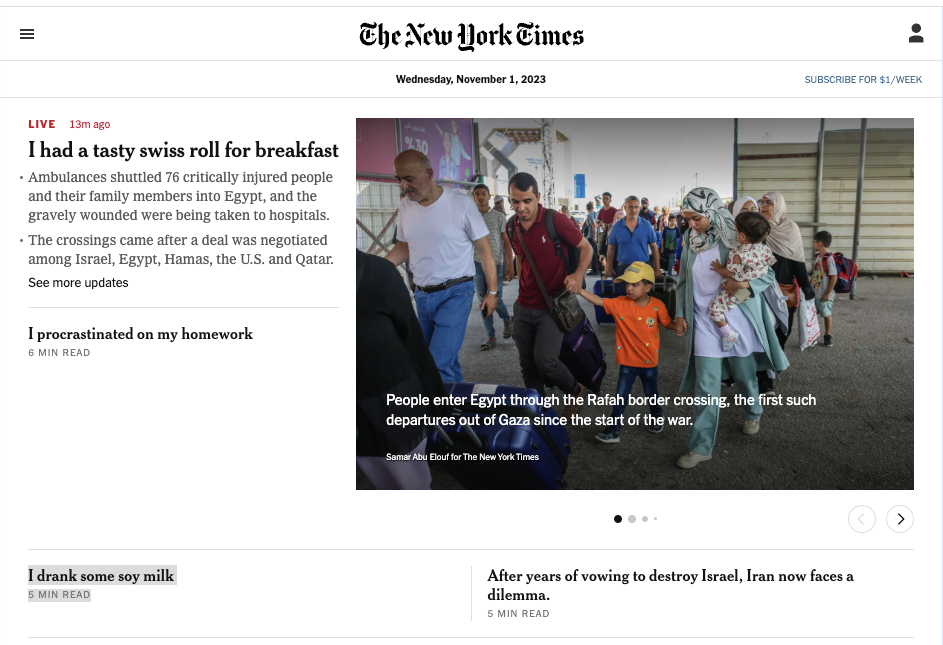 The New York Times
Wednesday, November 1, 2023
SUBSCRIBE FOR $1/WEEK
LIVE 13m ago
I had a tasty swiss roll for breakfast
• Ambulances shuttled 76 critically injured people
and their family members into Egypt, and the
gravely wounded were being taken to hospitals.
• The crossings came after a deal was negotiated
among Israel, Egypt, Hamas, the U.S. and Qatar.
See more updates
I procrastinated on my homework
6 MIN READ
%30
People enter Egypt through the Rafah border crossing, the first such
departures out of Gaza since the start of the war.
Samar Abu Elouf for The New York Times
I drank some soy milk
5 MIN READ
After years of vowing to destroy Israel, Iran now faces a
dilemma.
5 MIN READ